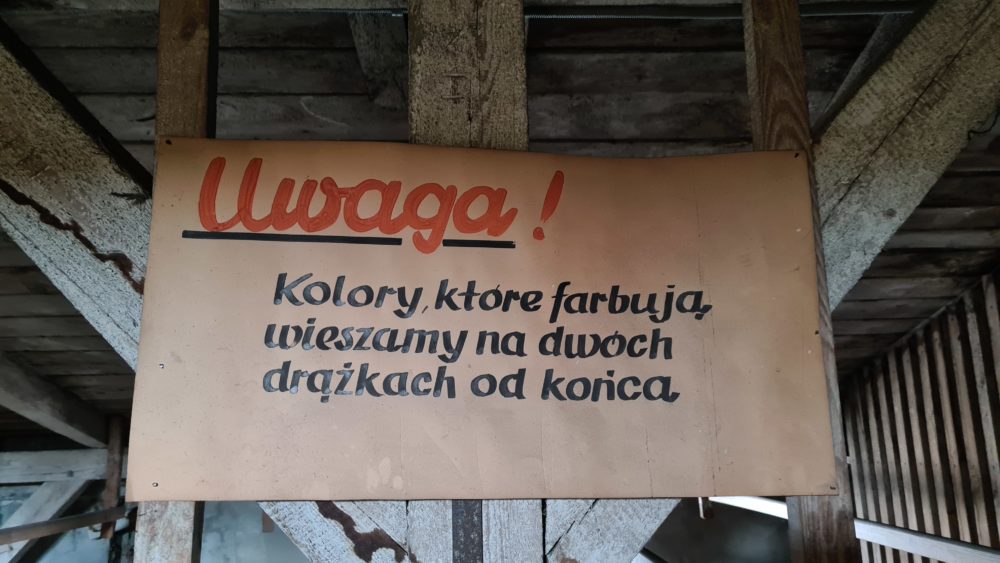 Uwaga!
Kolory, które farbują
wieszamy na dwóch
drążkach od końca